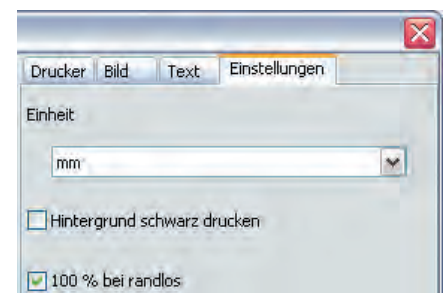 Drucker Bild Text Einstellungen
Einheit
mm
Hintergrund schwarz drucken
100 % bei randlos